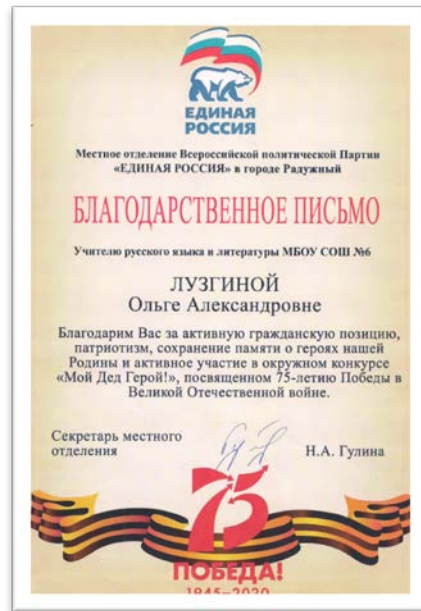 ЕДИНАЯ
РОССИЯ
Местное отделение Всероссийской политической Партии
«ЕДИНАЯ РОССИЯ» в городе Радужный
БЛАГОДАРСТВЕННОЕ ПИСЬМО
Учителю русского языка и литературы МБОУ СОШ №6
ЛУЗГИНОЙ
Ольге Александровне
Благодарим Вас за активную гражданскую позицию,
патриотизм, сохранение памяти о героях нашей
Родины и активное участие в окружном конкурсе
«Мой Дед Герой!», посвященном 75-летию Победы в
Великой Отечественной войне.
Секретарь местного
отделения
Н.А. Гулина
75
ПОБЕДА!
1945–2020